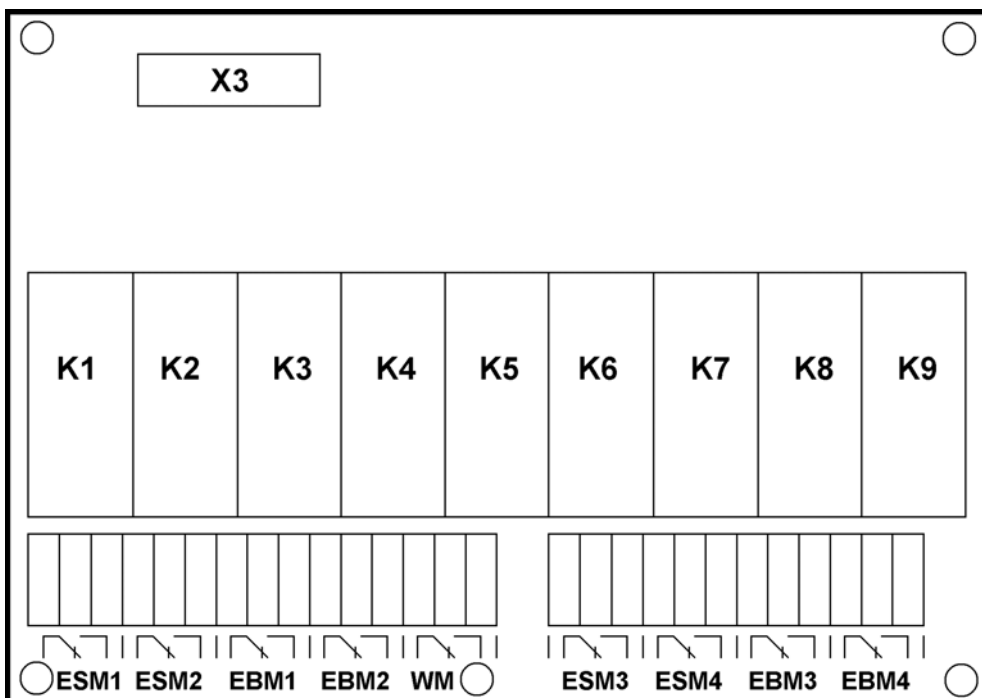 X3
K1 K2 K3 K4 K5 K6 K7 K8 K9
ESM1 ESM2 EBM1 EBM2 WM ESM3 ESM4 EBM3 EBM4